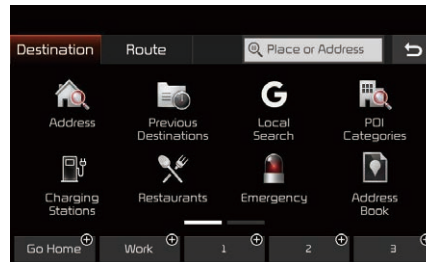 Destination Route Place or Address
Address Previous Destinations Local Search POI Categories
Charging Stations Restaurants Emergency Address Book
Go Home Work 1 2 3